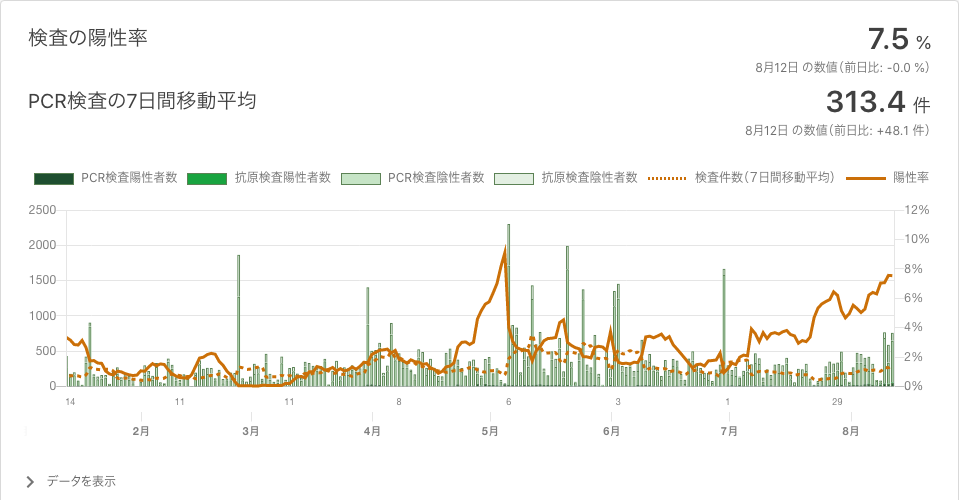 検査の陽性率
7.5 %
8月12日 の数値（前日比: -0.0 %）
PCR検査の7日間移動平均
313.4 件
8月12日 の数値（前日比: +48.1 件）
PCR検査陽性者数 抗原検査陽性者数 PCR検査陰性者数 抗原検査陰性者数 検査件数（7日間移動平均） 陽性率
2500 12%
2000 10%
1500 8%
1000 6%
500 4%
0 2%
0%
14 11 11 8 6 3 1 29
2月 3月 4月 5月 6月 7月 8月
データを表示